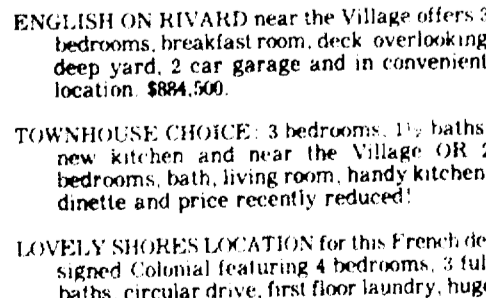 ENGLISH ON RIVARD near the Village offers 3
bedrooms, breakfast room, deck overlooking
deep yard, 2 car garage and in convenient
location. $884,500.
TOWNHOUSE CHOICE: 3 bedrooms, 1½ baths
new kitchen and near the Village OR 2
bedrooms, bath, living room, handy kitchen
dinette and price recently reduced!
LOVELY SHORES LOCATION for this French de
signed Colonial featuring 4 bedrooms, 3 full
baths, circular drive, first floor laundry, huge